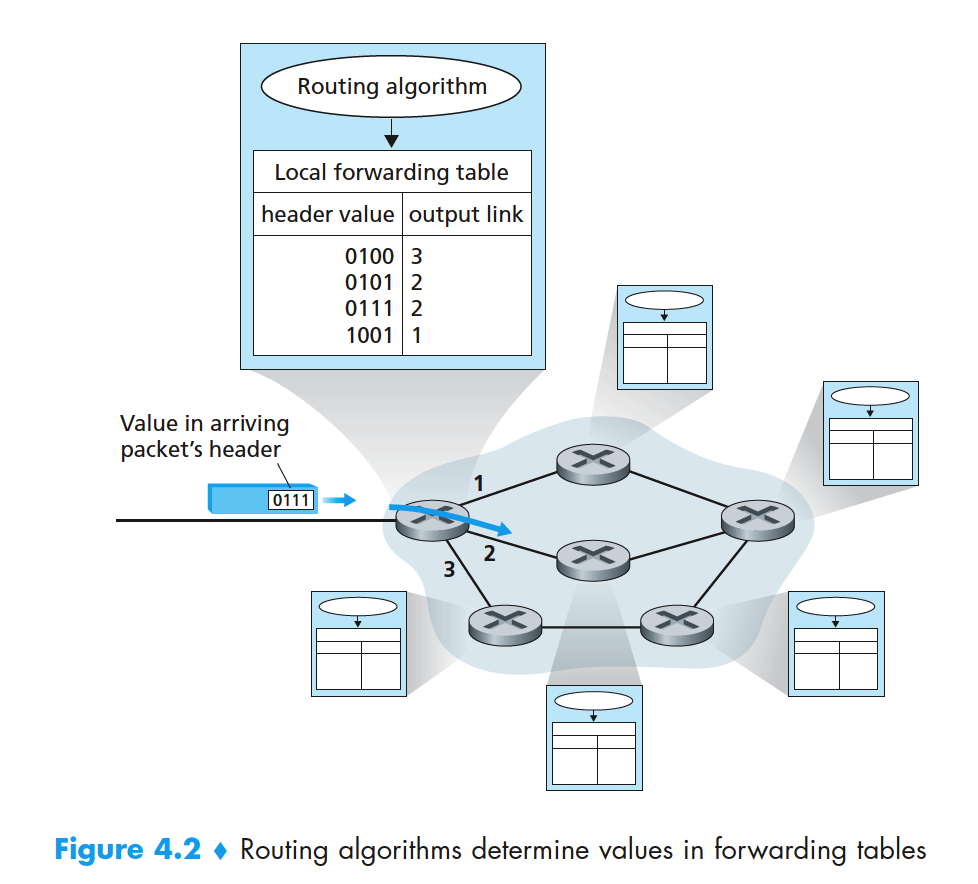 Routing algorithm
Local forwarding table
header value output link
0100 3
0101 2
0111 2
1001 1
Value in arriving
packet's header
0111
1
2
3
Figure 4.2 ♦ Routing algorithms determine values in forwarding tables